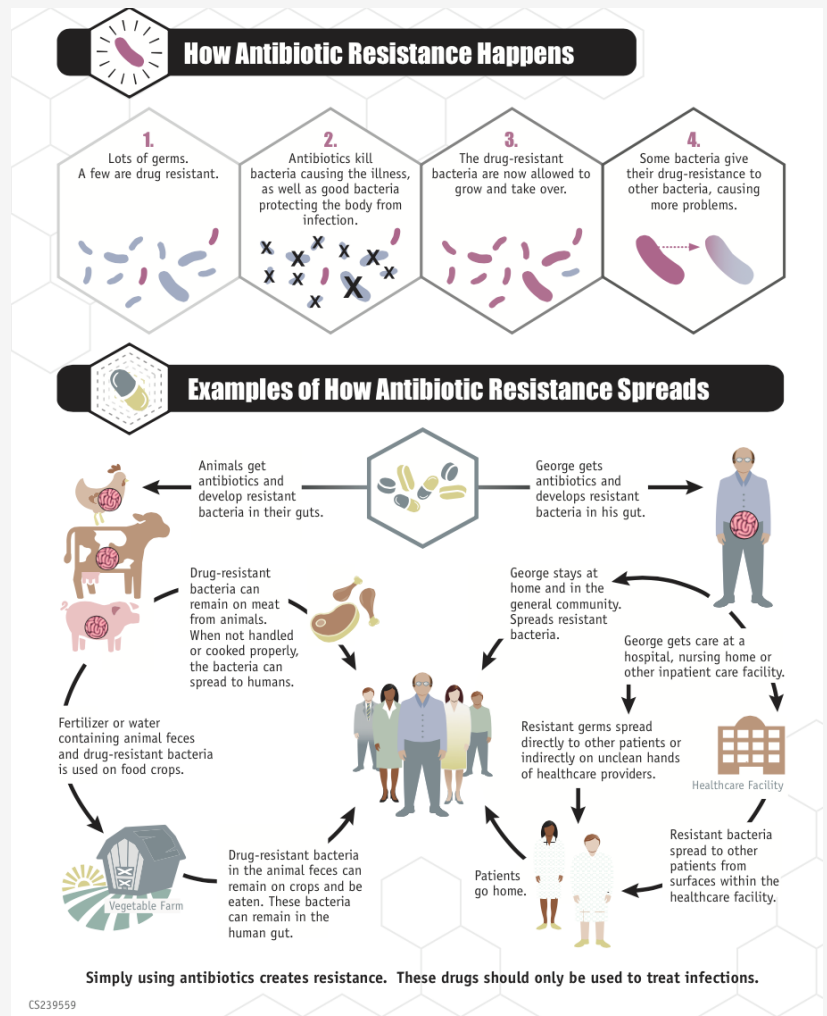 How Antibiotic Resistance Happens
1.
Lots of germs.
A few are drug resistant.
2.
Antibiotics kill
bacteria causing the illness,
as well as good bacteria
protecting the body from
infection.
3.
The drug-resistant
bacteria are now allowed to
grow and take over.
4.
Some bacteria give
their drug-resistance to
other bacteria, causing
more problems.
X X X X X X X X X X
Examples of How Antibiotic Resistance Spreads
Animals get
antibiotics and
develop resistant
bacteria in their guts.
George gets
antibiotics and
develops resistant
bacteria in his gut.
Drug-resistant
bacteria can
remain on meat
from animals.
When not handled
or cooked properly,
the bacteria can
spread to humans.
George stays at
home and in the
general community.
Spreads resistant
bacteria.
George gets care at a
hospital, nursing home or
other inpatient care facility.
Fertilizer or water
containing animal feces
and drug-resistant bacteria
is used on food crops.
Resistant germs spread
directly to other patients or
indirectly on unclean hands
of healthcare providers.
Healthcare Facility
Vegetable Farm
Drug-resistant bacteria
in the animal feces can
remain on crops and be
eaten. These bacteria
can remain in the
human gut.
Patients
go home.
Resistant bacteria
spread to other
patients from
surfaces within the
healthcare facility.
Simply using antibiotics creates resistance. These drugs should only be used to treat infections.
CS239559